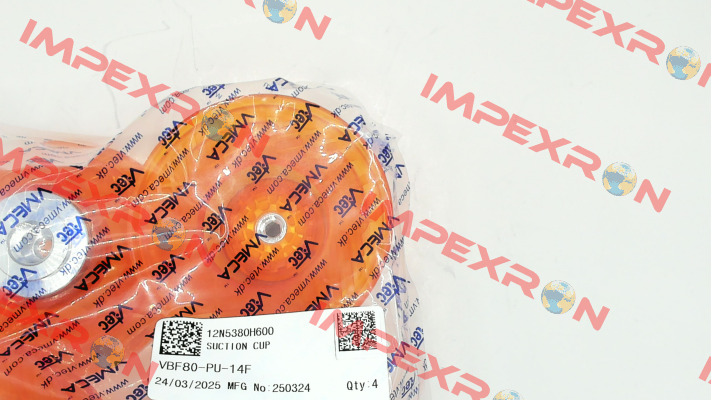 IMPEXRON
IMPEXRON
IMPEXRON
IMPEXRON
IMPEXRON
VMECA
www.vmeca.com
Vtec
www.vtec.dk
12N5380H600
SUCTION CUP
VBF80-PU-14F
24/03/2025 MFG No:250324 Qty:4